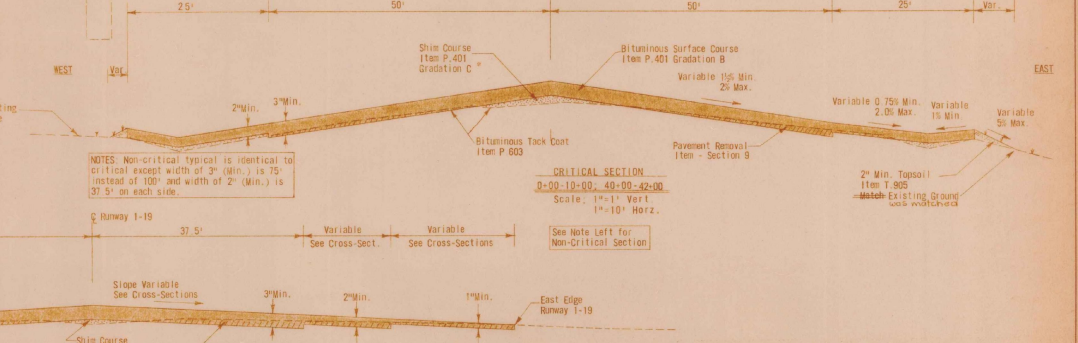 25'
50'
50'
25'
Var.
WEST
Var.
Shim Course
Item P.401
Gradation C
Bituminous Surface Course
Item P.401 Gradation B
EAST
Variable 1½% Min.
2% Max.
2"Min.
3"Min.
Variable 0.75% Min.
2.0% Max.
Variable
1% Min.
Variable
5% Max.
Bituminous Tack Coat
Item P 603
Pavement Removal
Item - Section 9
NOTES: Non-critical typical is identical to
critical except width of 3" (Min.) is 75'
instead of 100' and width of 2" (Min.) is
37.5' on each side.
CRITICAL SECTION
0+00-10+00; 40+00-42+00
Scale; 1"=1' Vert.
1"=10' Horz.
2" Min. Topsoil
Item T.905
Match Existing Ground
was matched
℄ Runway 1-19
37.5'
Variable
See Cross-Sect.
Variable
See Cross-Sections
See Note Left for
Non-Critical Section
Slope Variable
See Cross-Sections
3"Min.
2"Min.
1"Min.
East Edge
Runway 1-19
Shim Course